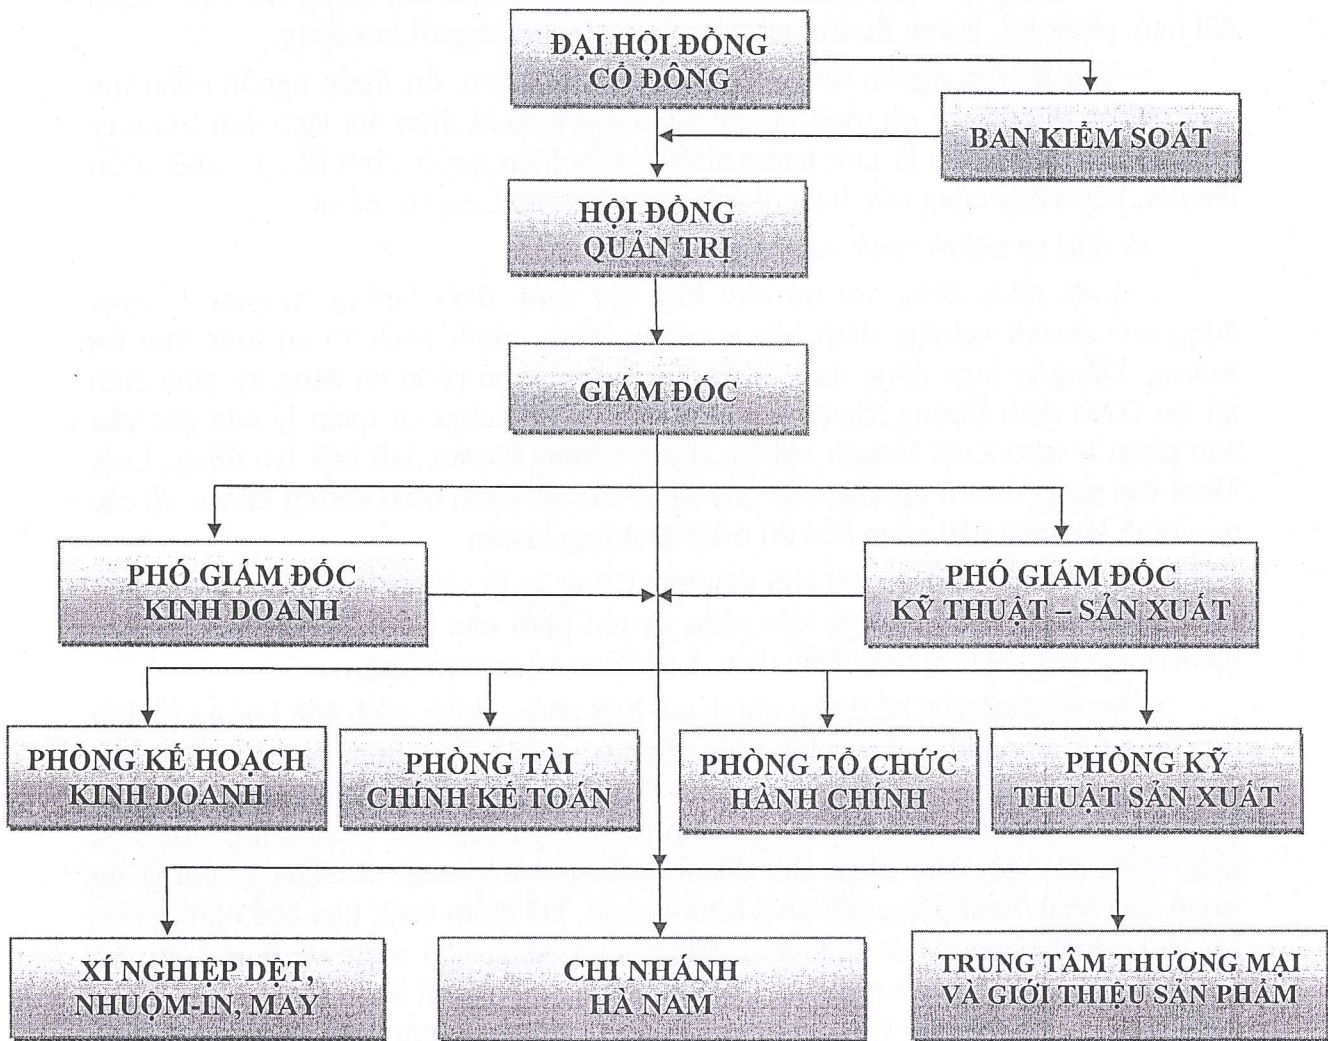 ĐẠI HỘI ĐỒNG
CỔ ĐÔNG
BAN KIỂM SOÁT
HỘI ĐỒNG
QUẢN TRỊ
GIÁM ĐỐC
PHÓ GIÁM ĐỐC
KINH DOANH
PHÓ GIÁM ĐỐC
KỸ THUẬT – SẢN XUẤT
PHÒNG KẾ HOẠCH
KINH DOANH
PHÒNG TÀI
CHÍNH KẾ TOÁN
PHÒNG TỔ CHỨC
HÀNH CHÍNH
PHÒNG KỸ
THUẬT SẢN XUẤT
XÍ NGHIỆP DỆT,
NHUỘM-IN, MAY
CHI NHÁNH
HÀ NAM
TRUNG TÂM THƯƠNG MẠI
VÀ GIỚI THIỆU SẢN PHẨM